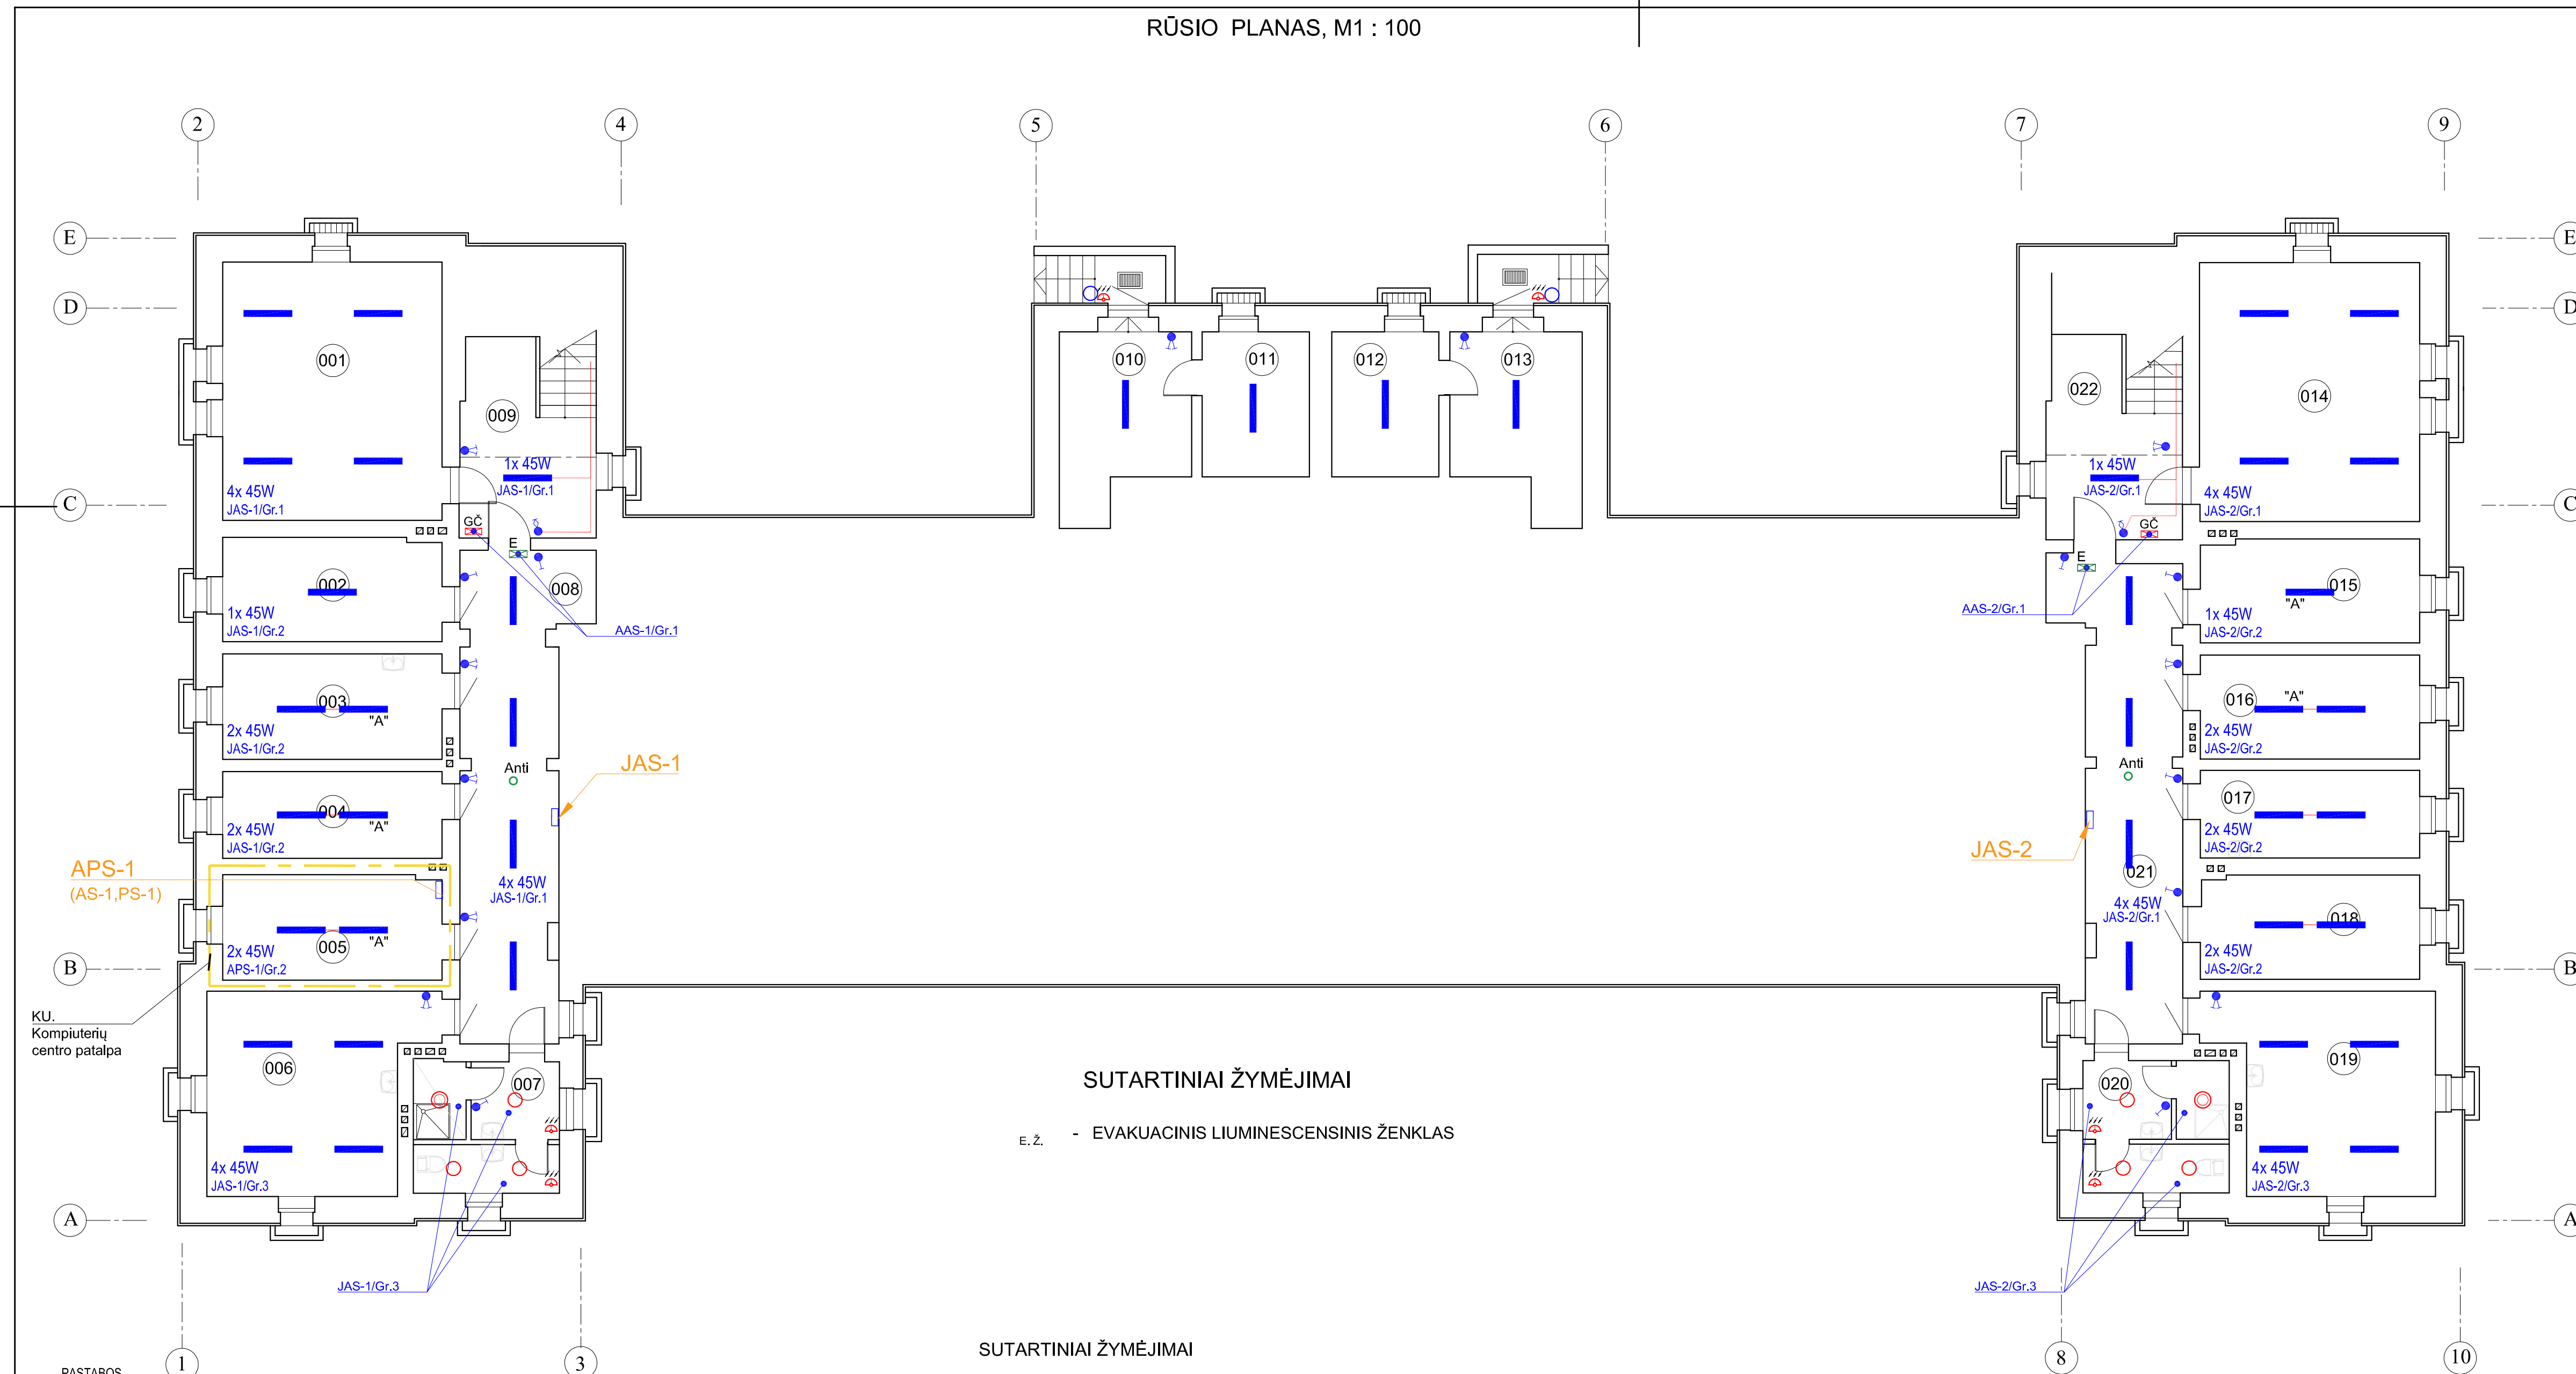 RŪSIO PLANAS, M1 : 100
2
4
5
6
7
9
E
E
D
D
001
009
010
011
012
013
022
014
1x 45W
JAS-1/Gr.1
1x 45W
JAS-2/Gr.1
4x 45W
JAS-1/Gr.1
4x 45W
JAS-2/Gr.1
C
C
GČ
GČ
E
E
002
008
015
"A"
1x 45W
JAS-1/Gr.2
AAS-1/Gr.1
AAS-2/Gr.1
1x 45W
JAS-2/Gr.2
003
"A"
016
"A"
2x 45W
JAS-1/Gr.2
2x 45W
JAS-2/Gr.2
Anti
JAS-1
Anti
004
"A"
017
2x 45W
JAS-1/Gr.2
2x 45W
JAS-2/Gr.2
JAS-2
APS-1
(AS-1,PS-1)
4x 45W
JAS-1/Gr.1
021
4x 45W
JAS-2/Gr.1
005
"A"
018
2x 45W
APS-1/Gr.2
2x 45W
JAS-2/Gr.2
B
B
KU.
Kompiuterių
centro patalpa
006
007
020
019
SUTARTINIAI ŽYMĖJIMAI
E. Ž. - EVAKUACINIS LIUMINESCENSINIS ŽENKLAS
4x 45W
JAS-1/Gr.3
4x 45W
JAS-2/Gr.3
A
A
JAS-1/Gr.3
JAS-2/Gr.3
SUTARTINIAI ŽYMĖJIMAI
1
3
8
10
PASTABOS